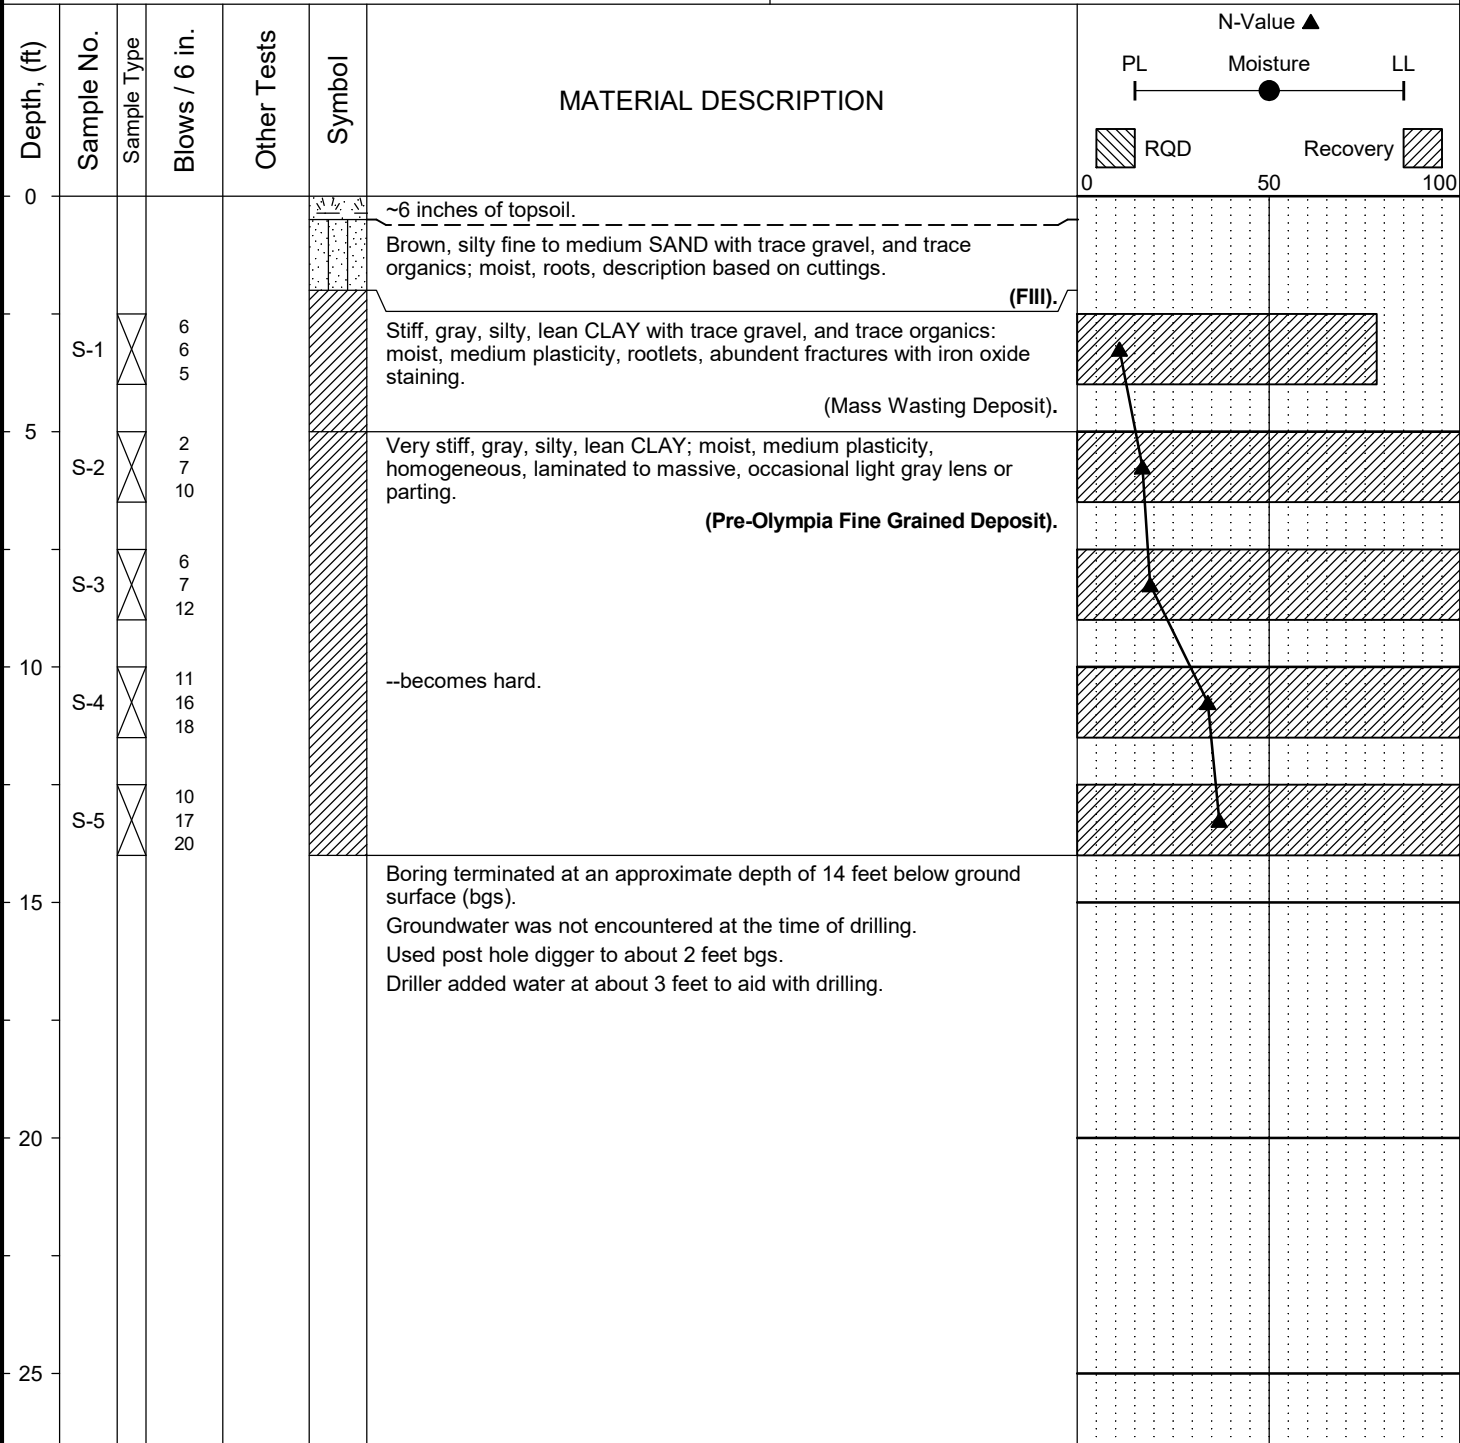 Depth, (ft)
Sample No.
Sample Type
Blows / 6 in.
Other Tests
Symbol
MATERIAL DESCRIPTION
N-Value ▲
PL Moisture LL
RQD Recovery
0 50 100
0
~6 inches of topsoil.
Brown, silty fine to medium SAND with trace gravel, and trace
organics; moist, roots, description based on cuttings.
(FIll).
S-1
6
6
5
Stiff, gray, silty, lean CLAY with trace gravel, and trace organics:
moist, medium plasticity, rootlets, abundent fractures with iron oxide
staining.
(Mass Wasting Deposit).
5
S-2
2
7
10
Very stiff, gray, silty, lean CLAY; moist, medium plasticity,
homogeneous, laminated to massive, occasional light gray lens or
parting.
(Pre-Olympia Fine Grained Deposit).
S-3
6
7
12
10
S-4
11
16
18
--becomes hard.
S-5
10
17
20
Boring terminated at an approximate depth of 14 feet below ground
surface (bgs).
15
Groundwater was not encountered at the time of drilling.
Used post hole digger to about 2 feet bgs.
Driller added water at about 3 feet to aid with drilling.
20
25